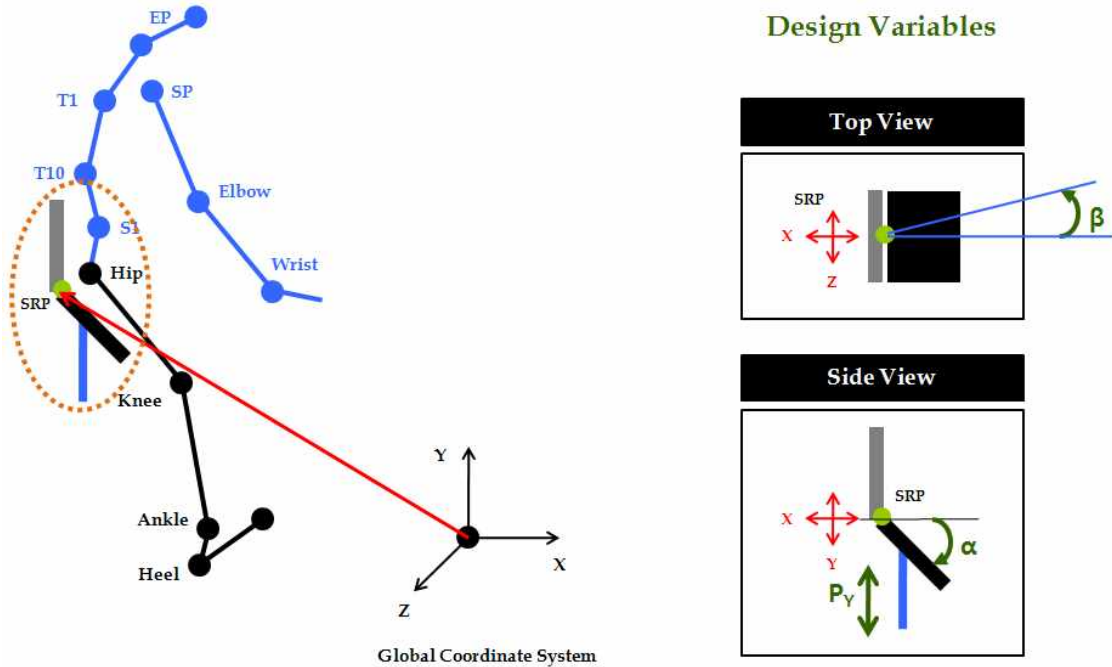 EP
T1
SP
T10
Elbow
S1
Wrist
Hip
SRP
Knee
Ankle
Heel
Y
X
Z
Global Coordinate System
Design Variables
Top View
SRP
X
Z
β
Side View
SRP
X
Y
α
P_Y